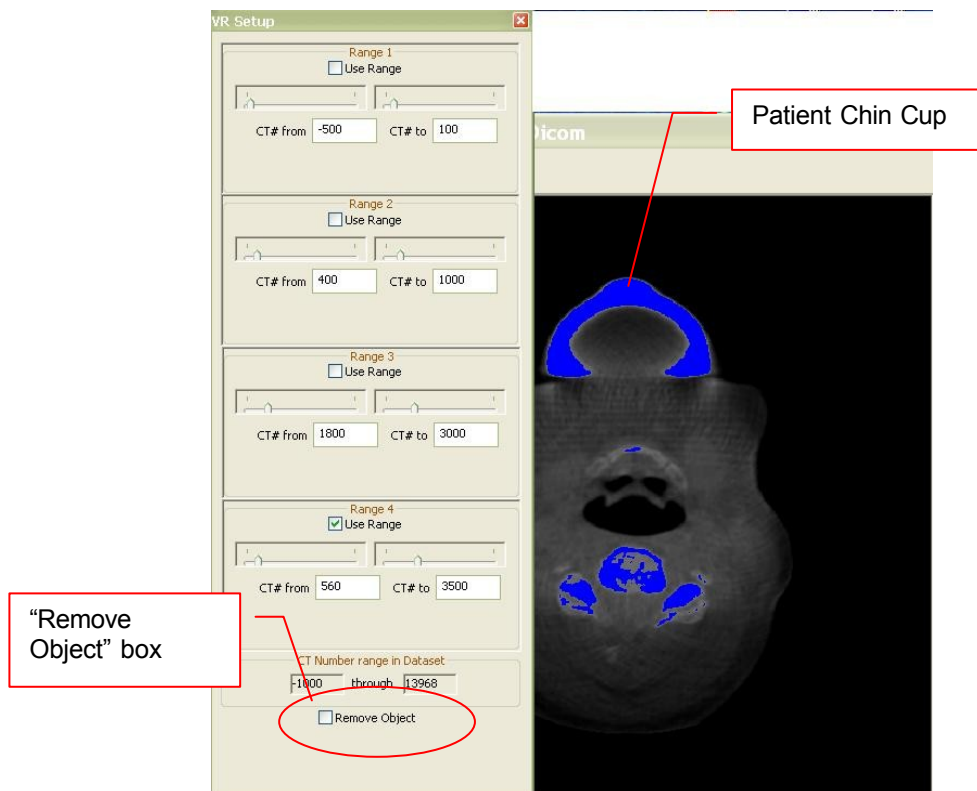 VR Setup
Range 1
Use Range
CT# from -500 CT# to 100
Range 2
Use Range
CT# from 400 CT# to 1000
Range 3
Use Range
CT# from 1800 CT# to 3000
Range 4
Use Range
CT# from 560 CT# to 3500
CT Number range in Dataset
-1000 through 13968
Remove Object
Dicom
Patient Chin Cup
“Remove
Object” box